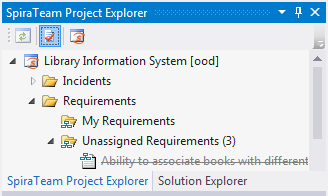 SpiraTeam Project Explorer
Library Information System [ood]
Incidents
Requirements
My Requirements
Unassigned Requirements (3)
Ability to associate books with different
SpiraTeam Project Explorer Solution Explorer